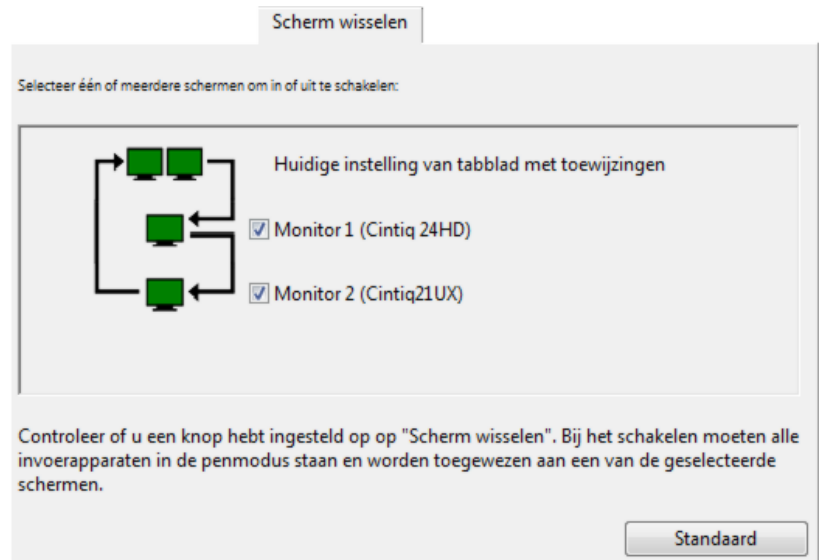 Scherm wisselen
Selecteer één of meerdere schermen om in of uit te schakelen:
Huidige instelling van tabblad met toewijzingen
Monitor 1 (Cintiq 24HD)
Monitor 2 (Cintiq21UX)
Controleer of u een knop hebt ingesteld op op "Scherm wisselen". Bij het schakelen moeten alle
invoerapparaten in de penmodus staan en worden toegewezen aan een van de geselecteerde
schermen.
Standaard